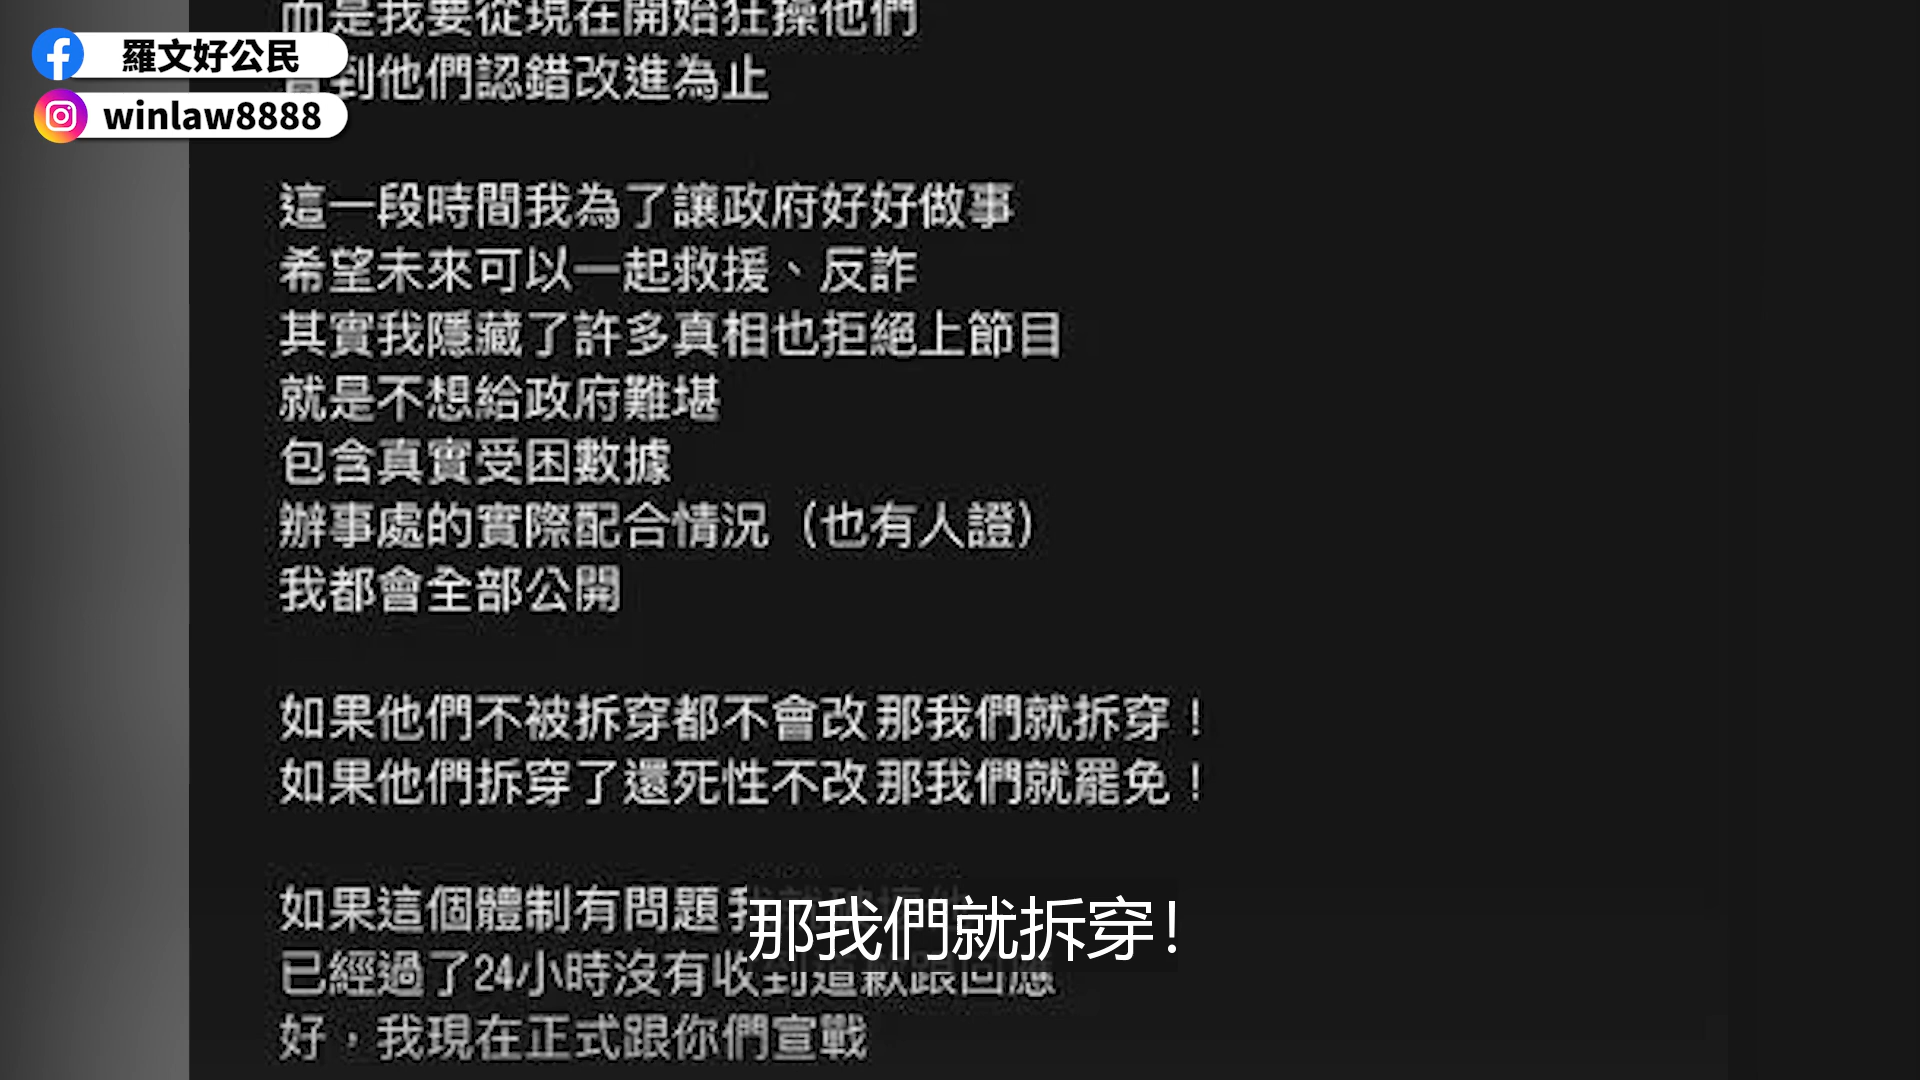 羅文好公民
winlaw8888
而是我要從現在開始狂操他們
到他們認錯改進為止
這一段時間我為了讓政府好好做事
希望未來可以一起救援、反詐
其實我隱藏了許多真相也拒絕上節目
就是不想給政府難堪
包含真實受困數據
辦事處的實際配合情況（也有人證）
我都會全部公開
如果他們不被拆穿都不會改 那我們就拆穿！
如果他們拆穿了還死性不改 那我們就罷免！
如果這個體制有問題 我
那我們就拆穿！
已經過了24小時沒有收到道歉跟回應
好，我現在正式跟你們宣戰